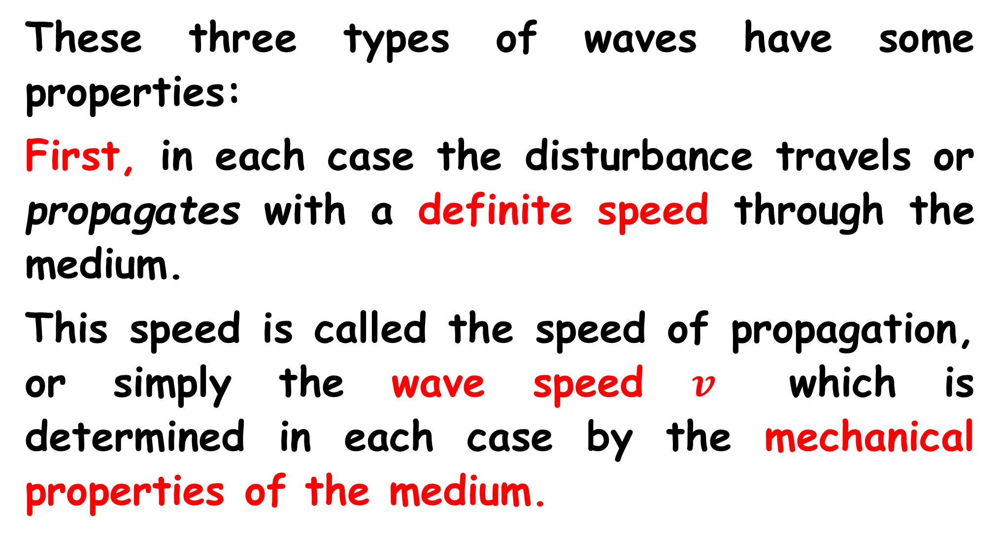 These three types of waves have some
properties:
First, in each case the disturbance travels or
propagates with a definite speed through the
medium.
This speed is called the speed of propagation,
or simply the wave speed v which is
determined in each case by the mechanical
properties of the medium.